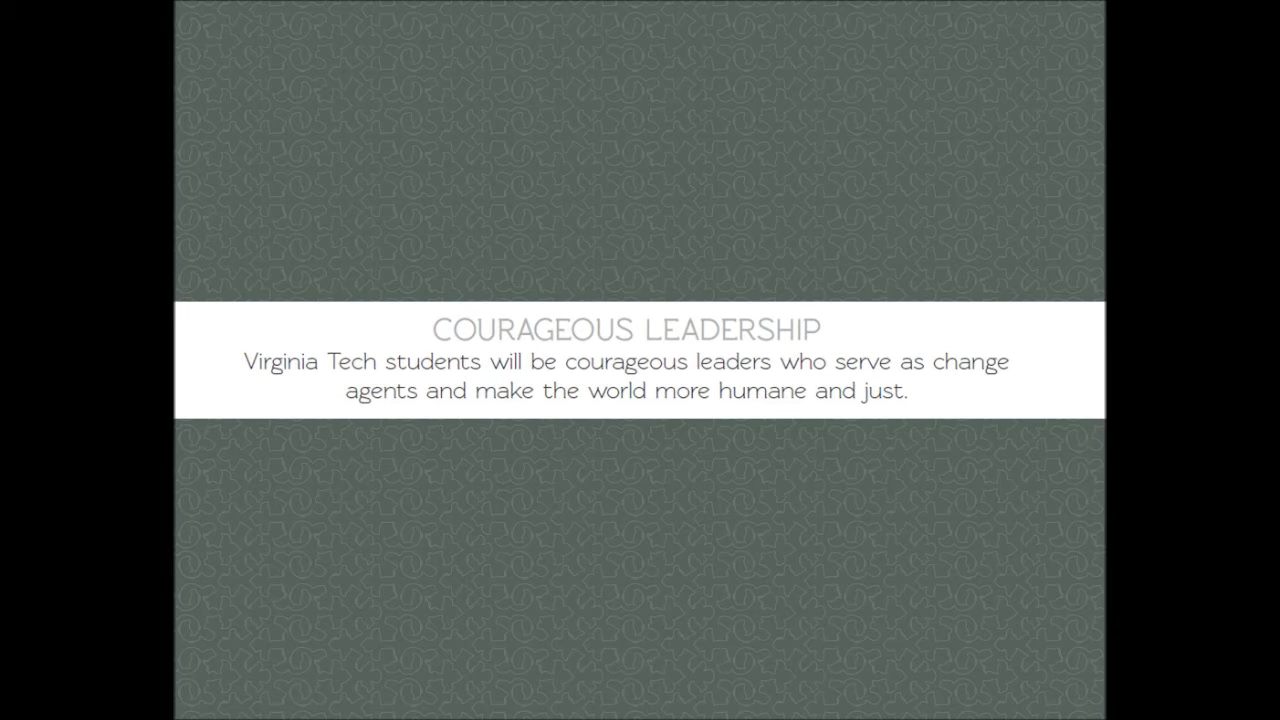 COURAGEOUS LEADERSHIP
Virginia Tech students will be courageous leaders who serve as change
agents and make the world more humane and just.